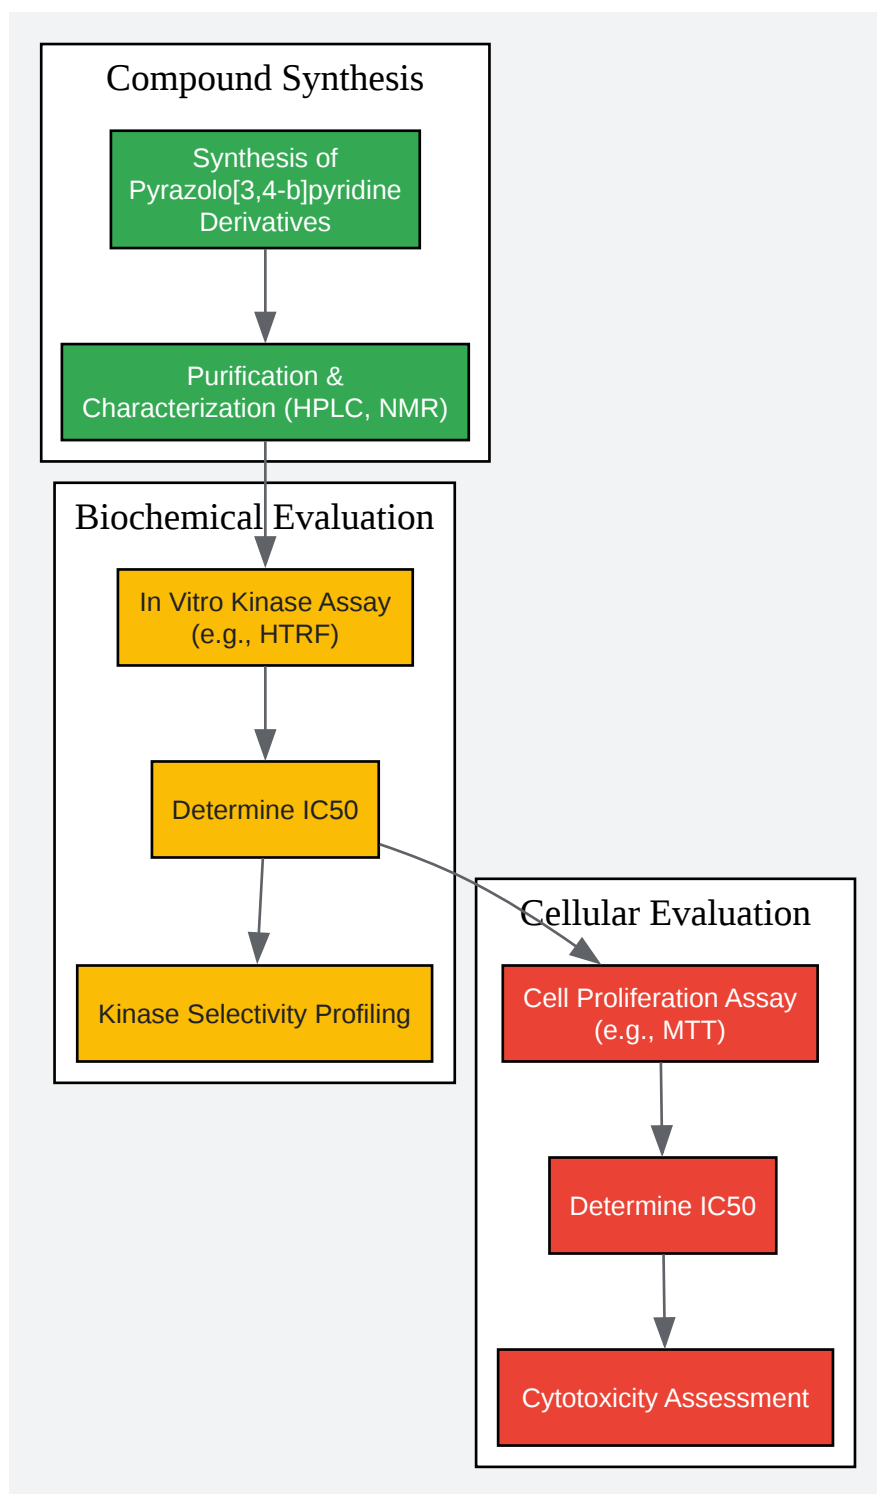 Compound Synthesis
Synthesis of
Pyrazolo[3,4-b]pyridine
Derivatives
Purification &
Characterization (HPLC, NMR)
Biochemical Evaluation
In Vitro Kinase Assay
(e.g., HTRF)
Determine IC50
Kinase Selectivity Profiling
Cellular Evaluation
Cell Proliferation Assay
(e.g., MTT)
Determine IC50
Cytotoxicity Assessment